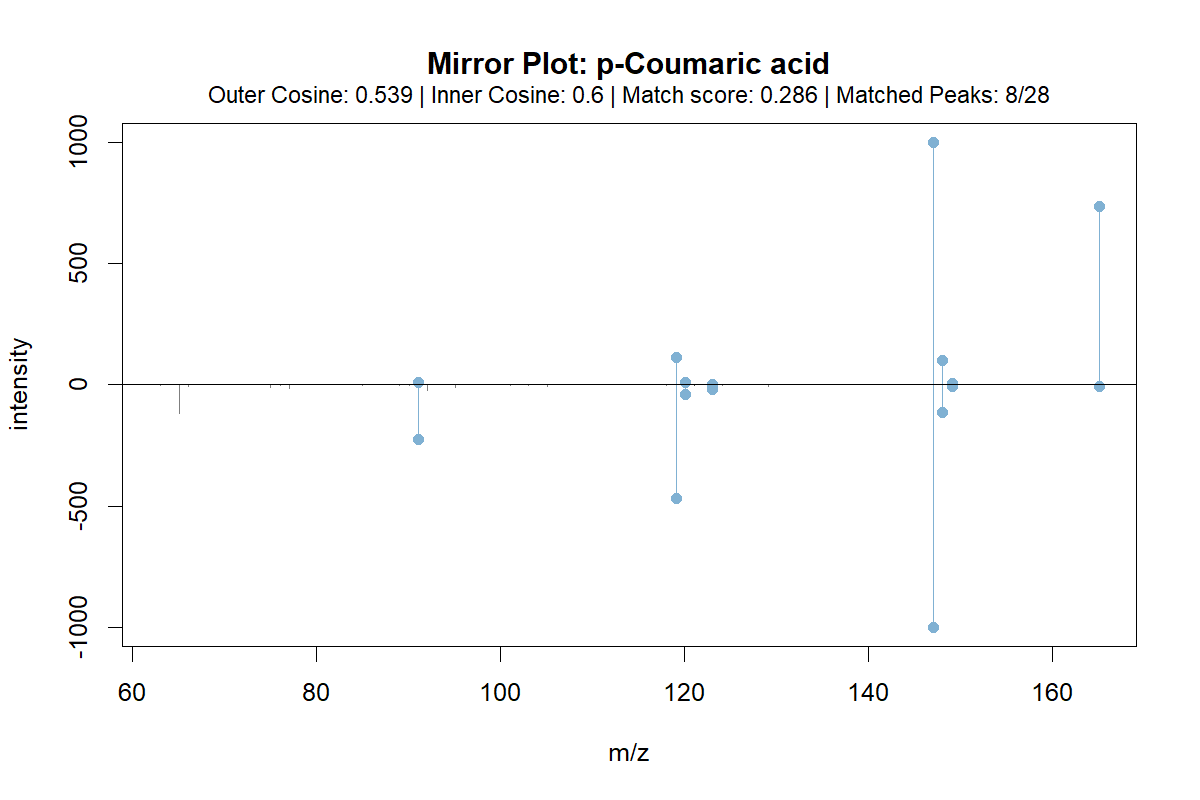 Mirror Plot: p-Coumaric acid
Outer Cosine: 0.539 | Inner Cosine: 0.6 | Match score: 0.286 | Matched Peaks: 8/28
1000
500
0
-500
-1000
intensity
60 80 100 120 140 160
m/z